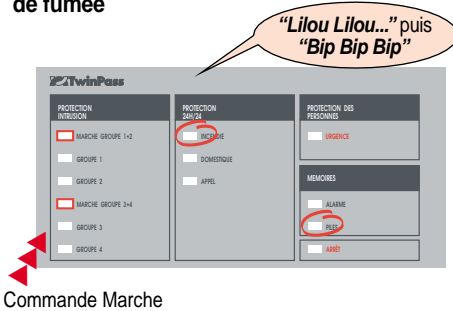 de fumée
“Lilou Lilou...” puis
“Bip Bip Bip”
TwinPass
PROTECTION
INTRUSION
MARCHE GROUPE 1+2
GROUPE 1
GROUPE 2
MARCHE GROUPE 3+4
GROUPE 3
GROUPE 4
PROTECTION
24H/24
INCENDIE
DOMESTIQUE
APPEL
PROTECTION DES
PERSONNES
URGENCE
MEMOIRES
ALARME
PILES
ARRÊT
Commande Marche